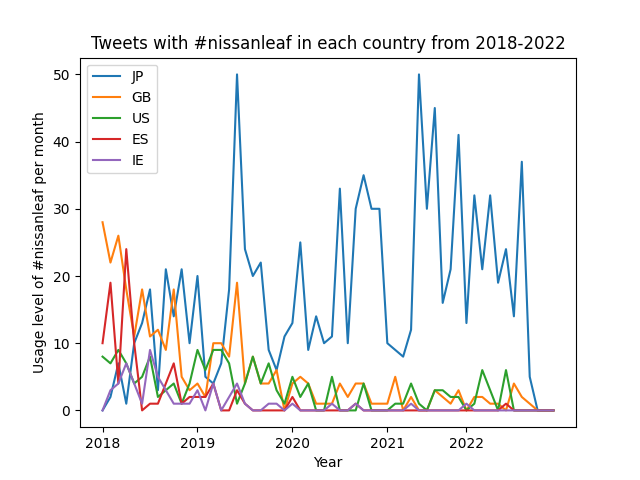 Tweets with #nissanleaf in each country from 2018-2022
Usage level of #nissanleaf per month
50
40
30
20
10
0
JP
GB
US
ES
IE
2018 2019 2020 2021 2022
Year